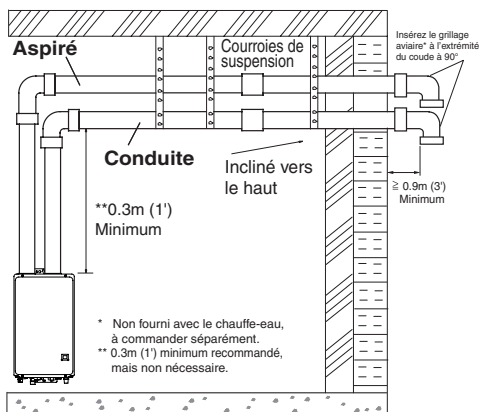 Aspiré
Courroies de
suspension
Insérez le grillage
aviaire* à l'extrémité
du coude à 90°
Conduite
Incliné vers
le haut
≧ 0.9m (3')
Minimum
**0.3m (1')
Minimum
* Non fourni avec le chauffe-eau,
à commander séparément.
** 0.3m (1') minimum recommandé,
mais non nécessaire.